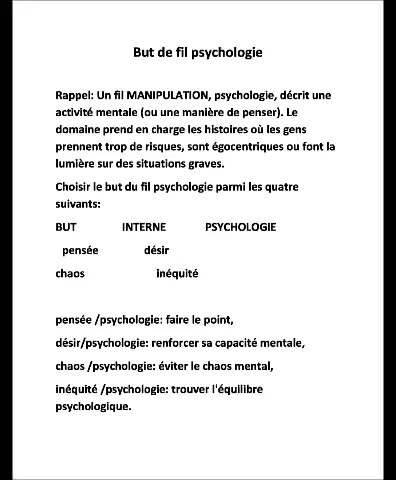 But de fil psychologie
Rappel: Un fil MANIPULATION, psychologie, décrit une
activité mentale (ou une manière de penser). Le
domaine prend en charge les histoires où les gens
prennent trop de risques, sont égocentriques ou font la
lumière sur des situations graves.
Choisir le but du fil psychologie parmi les quatre
suivants:
BUT INTERNE PSYCHOLOGIE
pensée désir
chaos inéquité
pensée /psychologie: faire le point,
désir/psychologie: renforcer sa capacité mentale,
chaos /psychologie: éviter le chaos mental,
inéquité /psychologie: trouver l'équilibre
psychologique.